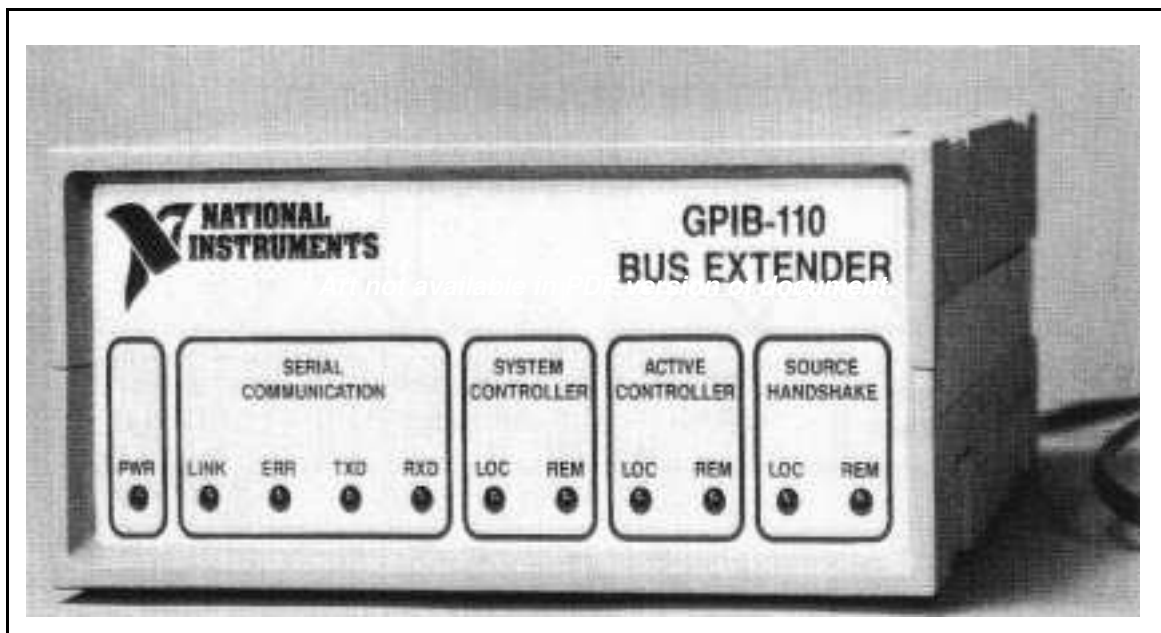 NATIONAL
INSTRUMENTS
GPIB-110
BUS EXTENDER
Art not available in PDF version of document.
PWR
SERIAL
COMMUNICATION
LINK ERR TXD RXD
SYSTEM
CONTROLLER
LOC REM
ACTIVE
CONTROLLER
LOC REM
SOURCE
HANDSHAKE
LOC REM